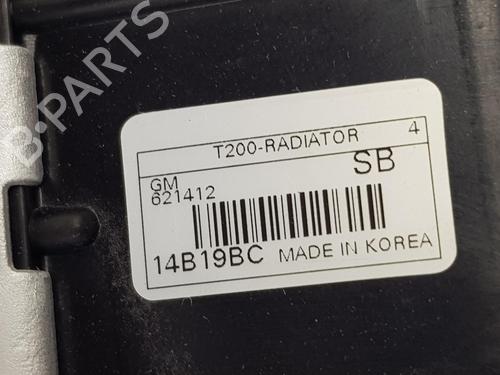 B-PARTS
T200-RADIATOR 4
GM SB
621412
14B19BC MADE IN KOREA